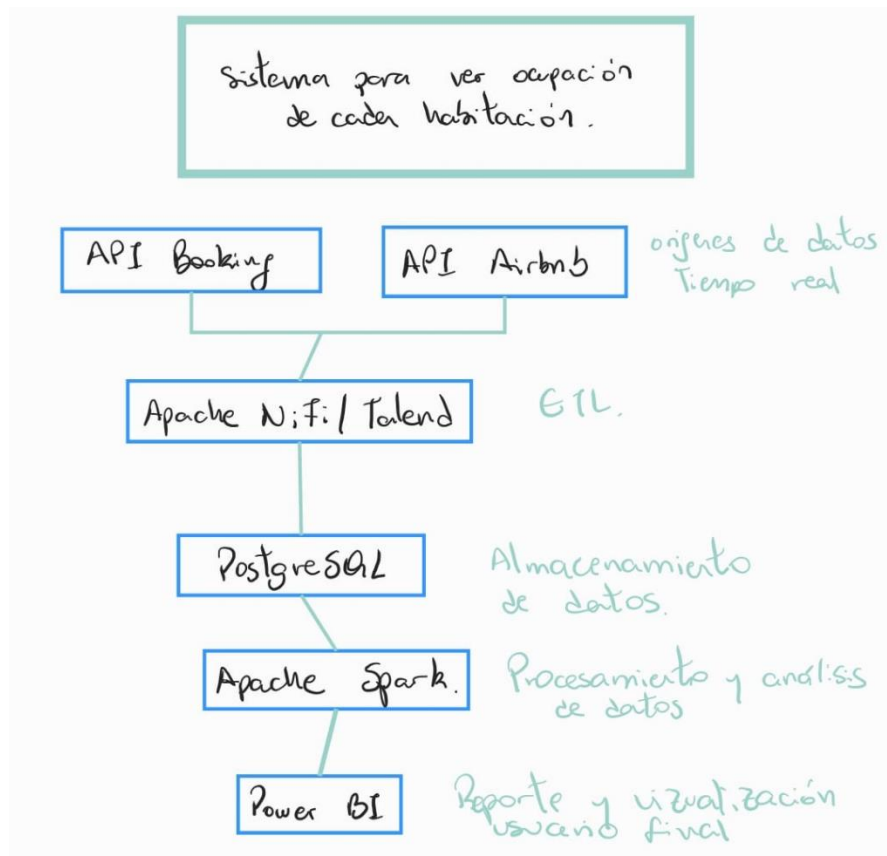 Sistema para ver ocupación
de cada habitación.
API Booking
API Airbnb
orígenes de datos
Tiempo real
Apache NiFi/ Talend
ETL.
PostgreSQL
Almacenamiento
de datos.
Apache Spark.
Procesamiento y análisis
de datos
Power BI
Reporte y vizualización
usuario final